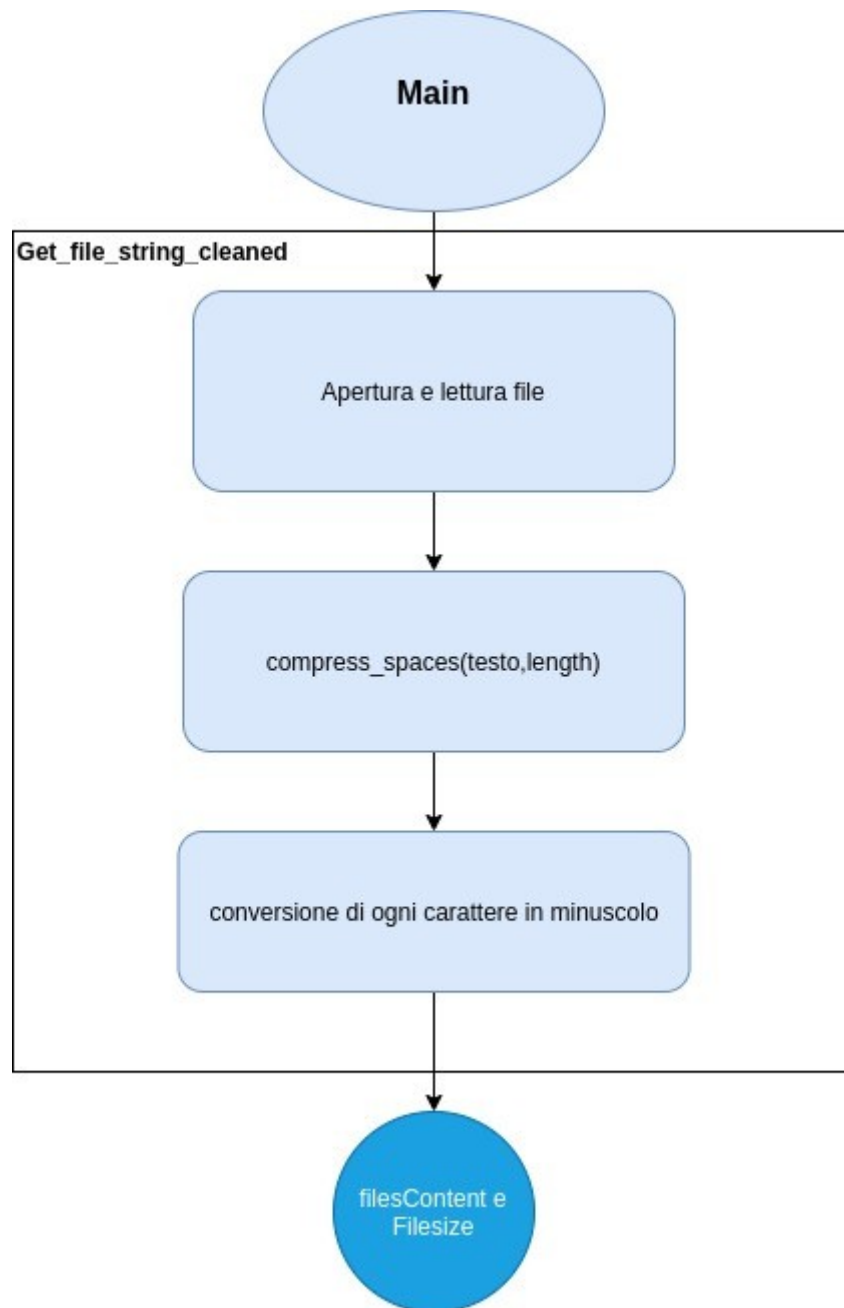 Main
Get_file_string_cleaned
Apertura e lettura file
compress_spaces(testo,length)
conversione di ogni carattere in minuscolo
filesContent e
Filesize